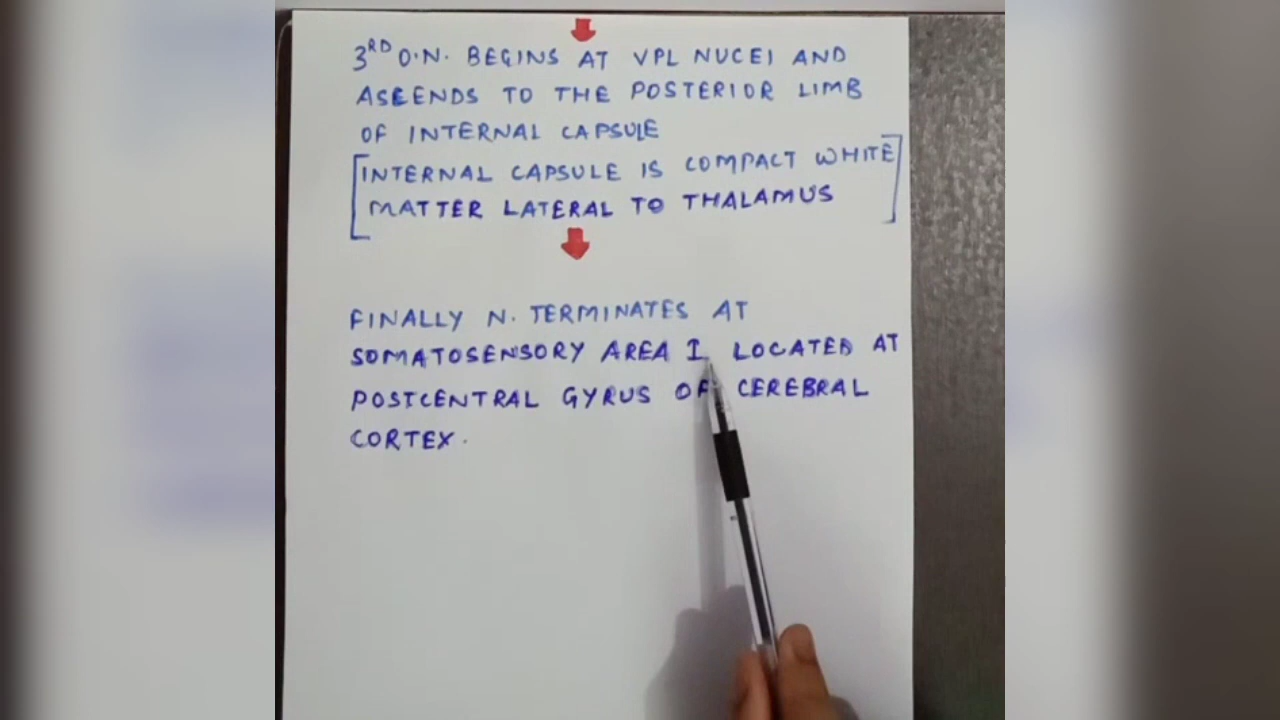 3RD O.N. BEGINS AT VPL NUCEI AND
ASCENDS TO THE POSTERIOR LIMB
OF INTERNAL CAPSULE
[INTERNAL CAPSULE IS COMPACT WHITE
MATTER LATERAL TO THALAMUS]
FINALLY N. TERMINATES AT
SOMATOSENSORY AREA I LOCATED AT
POSTCENTRAL GYRUS OF CEREBRAL
CORTEX.